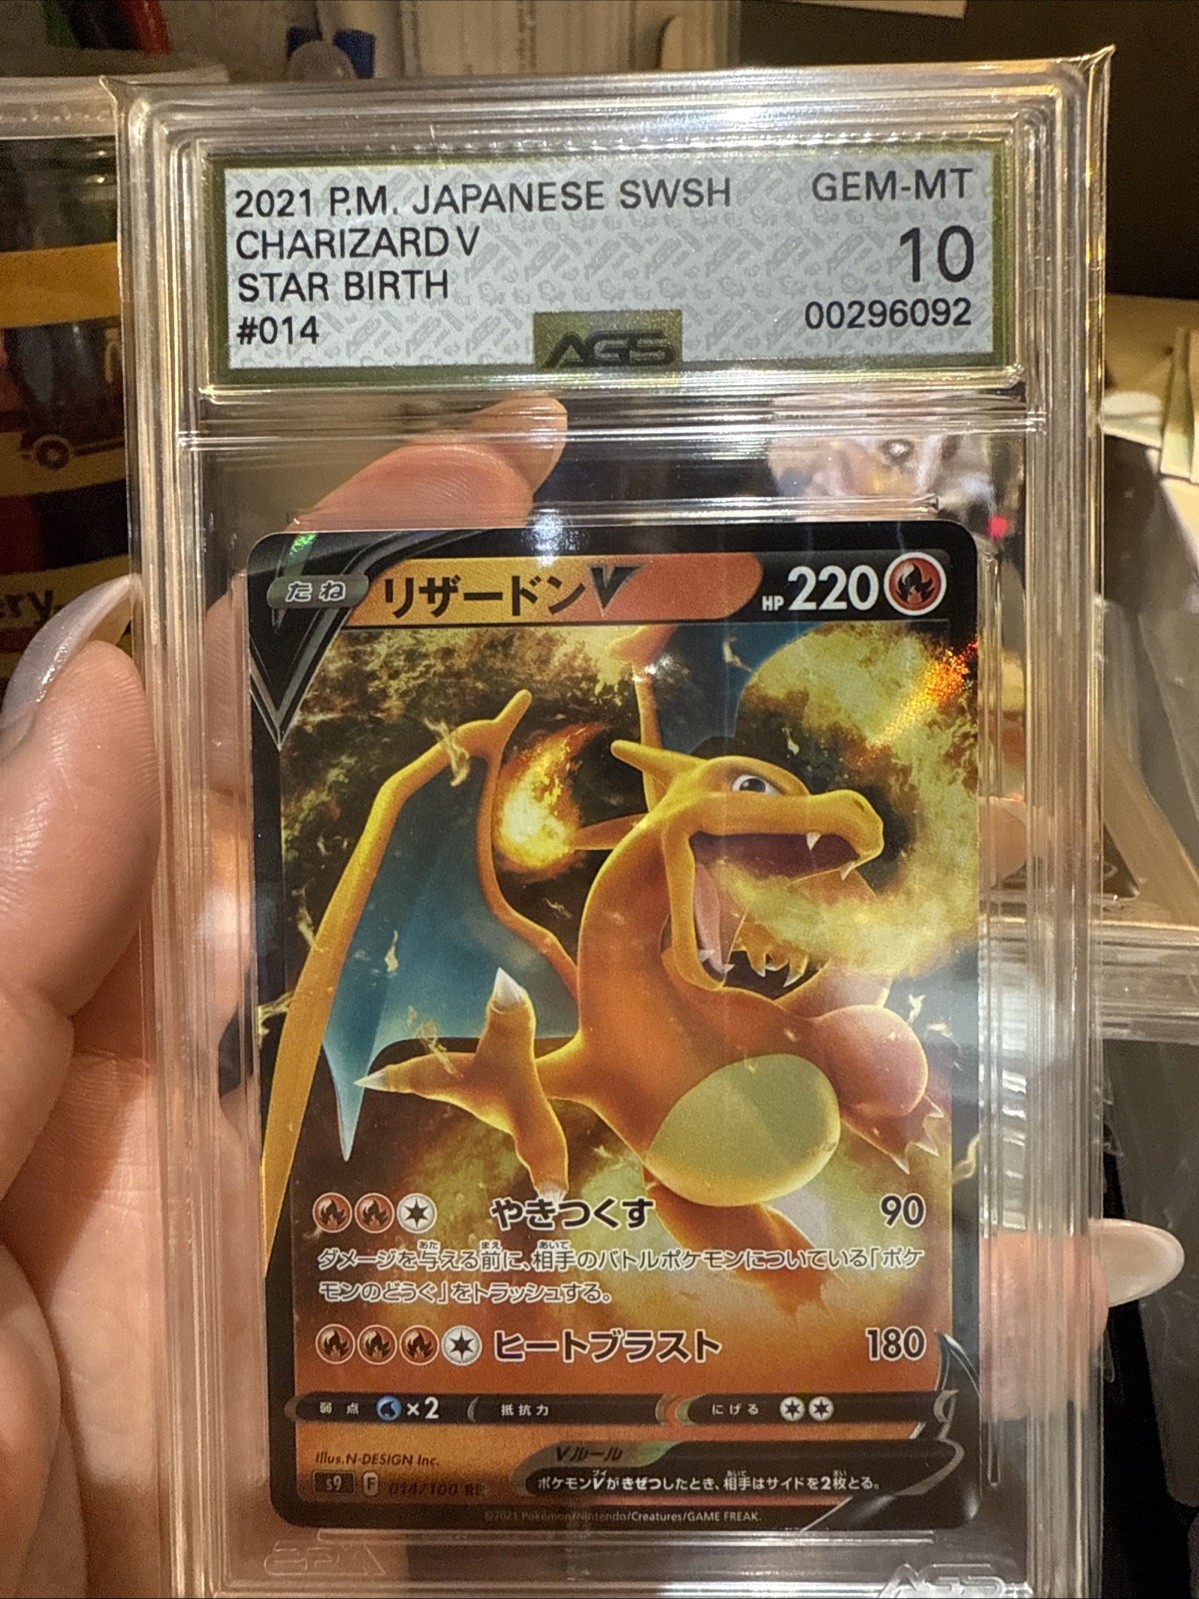 2021 P.M. JAPANESE SWSH
GEM-MT
CHARIZARD V
10
STAR BIRTH
#014
00296092
AGS
たね
リザードンV
HP 220
やきつくす 90
ダメージを与える前に、相手のバトルポケモンについている「ポケ
モンのどうぐ」をトラッシュする。
ヒートブラスト 180
弱点 ×2 抵抗力 にげる
Illus. N-DESIGN Inc.
Vルール
ポケモンVがきぜつしたとき、相手はサイドを2枚とる。
s9 F 014/100 RR
©2021 Pokémon/Nintendo/Creatures/GAME FREAK.
AGS